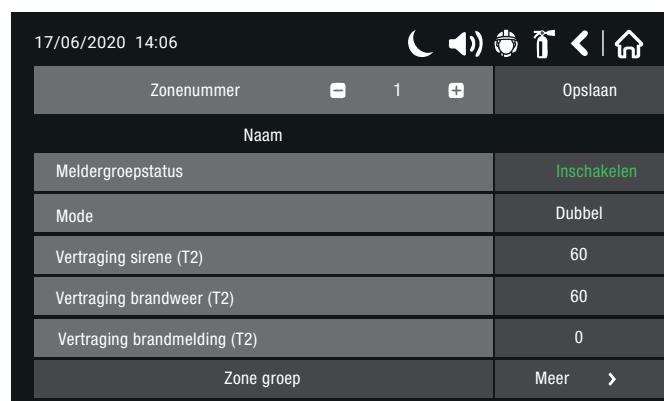 17/06/2020 14:06
Zonenummer 1 Opslaan
Naam
Meldergroepstatus Inschakelen
Mode Dubbel
Vertraging sirene (T2) 60
Vertraging brandweer (T2) 60
Vertraging brandmelding (T2) 0
Zone groep Meer